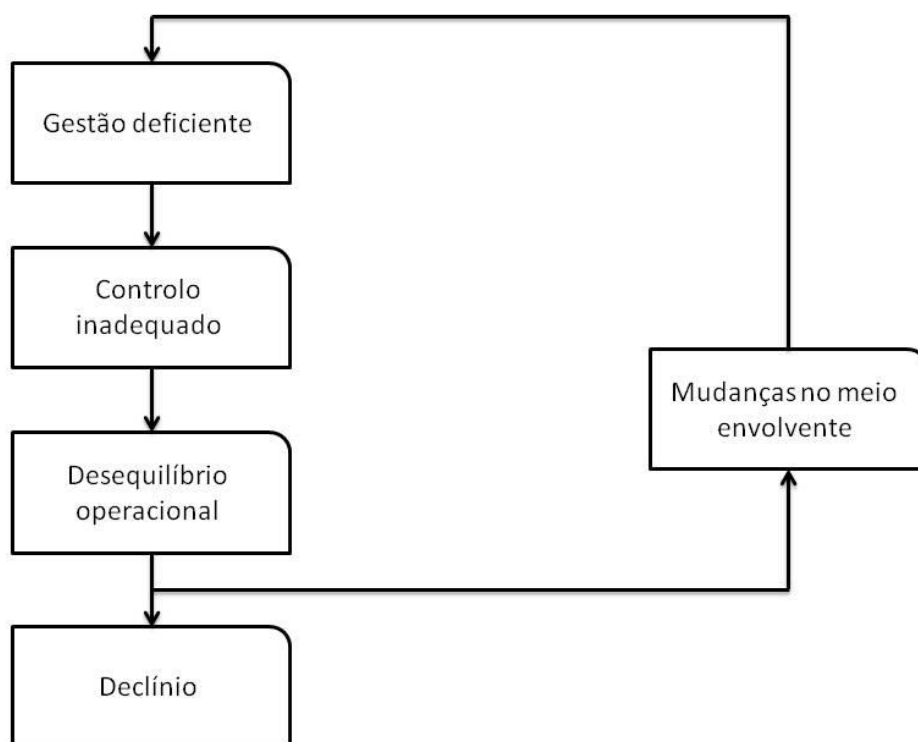 Gestão deficiente
Controlo
inadequado
Mudanças no meio
envolvente
Desequilíbrio
operacional
Declínio